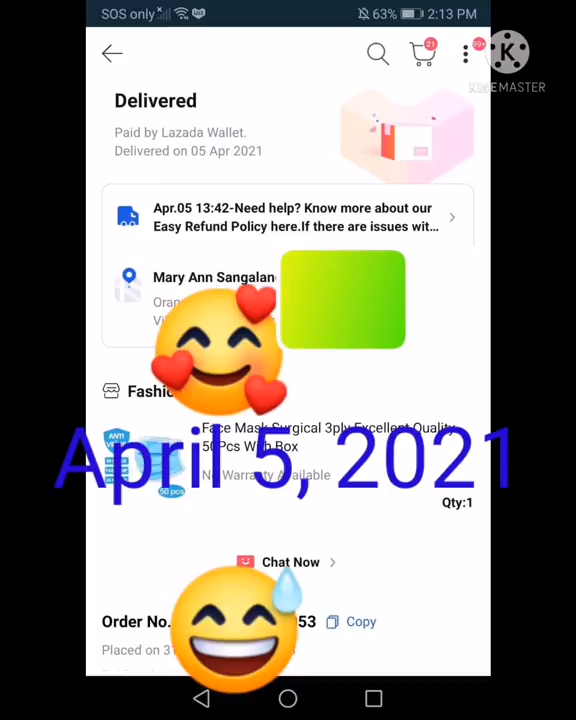 SOS only 63% 2:13 PM
21 99+
K
KINEMASTER
Delivered
Paid by Lazada Wallet.
Delivered on 05 Apr 2021
Apr.05 13:42-Need help? Know more about our
Easy Refund Policy here.If there are issues wit...
Mary Ann Sangalan
Fashio
Face Mask Surgical 3ply Excellent Quality
50Pcs With Box
ANTI
No Warranty Available
50 pcs
April 5, 2021
Qty:1
Chat Now
Order No. 53 Copy
Placed on 31